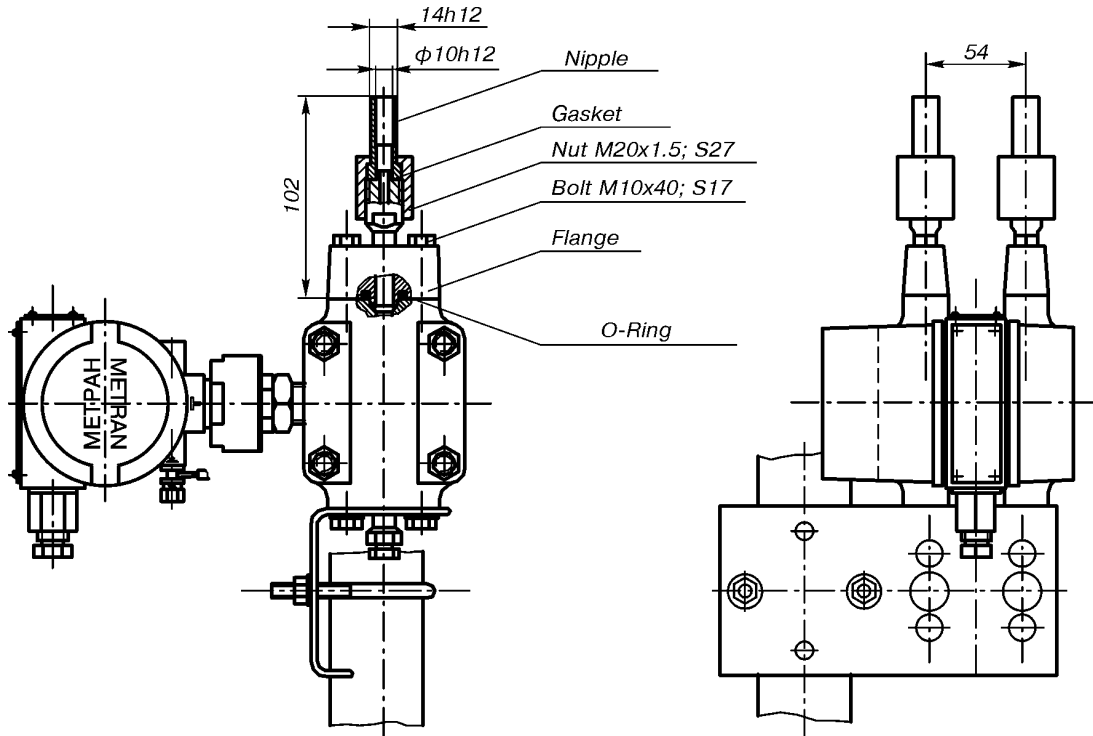 14h12
ϕ10h12
Nipple
Gasket
Nut M20x1.5; S27
Bolt M10x40; S17
Flange
O-Ring
102
54
МЕТРАН
METRAN